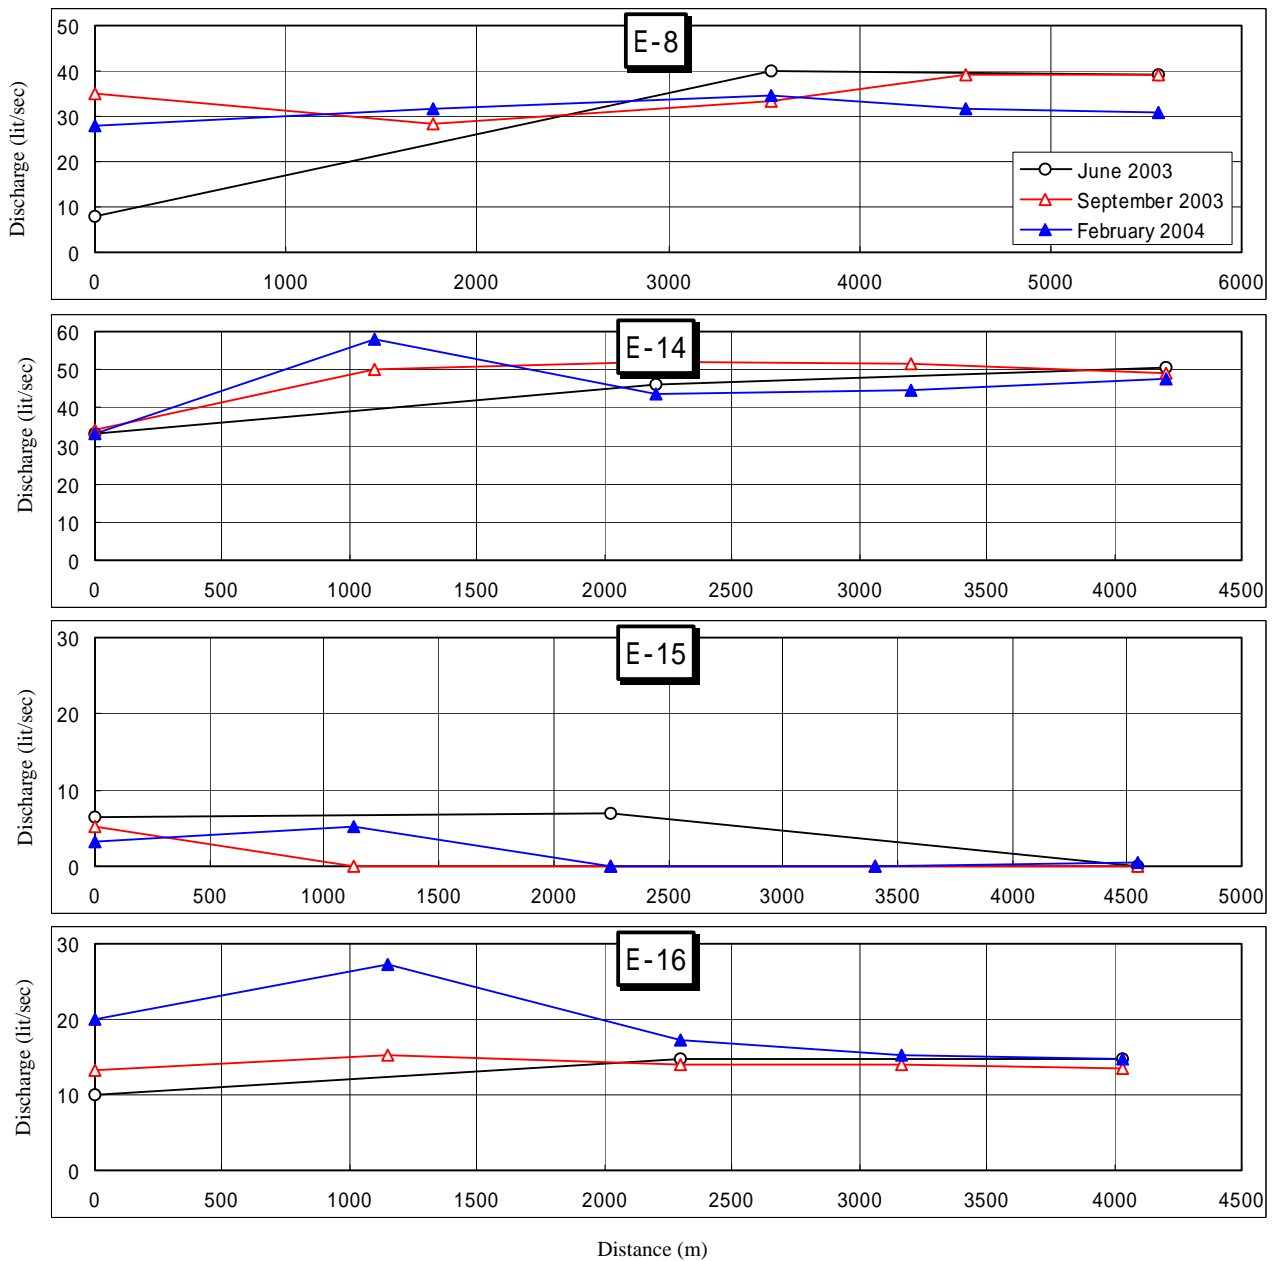 E-8
Discharge (lit/sec)
50
40
30
20
10
0
June 2003
September 2003
February 2004
0 1000 2000 3000 4000 5000 6000
E-14
Discharge (lit/sec)
60
50
40
30
20
10
0
0 500 1000 1500 2000 2500 3000 3500 4000 4500
E-15
Discharge (lit/sec)
30
20
10
0
0 500 1000 1500 2000 2500 3000 3500 4000 4500 5000
E-16
Discharge (lit/sec)
30
20
10
0
0 500 1000 1500 2000 2500 3000 3500 4000 4500
Distance (m)